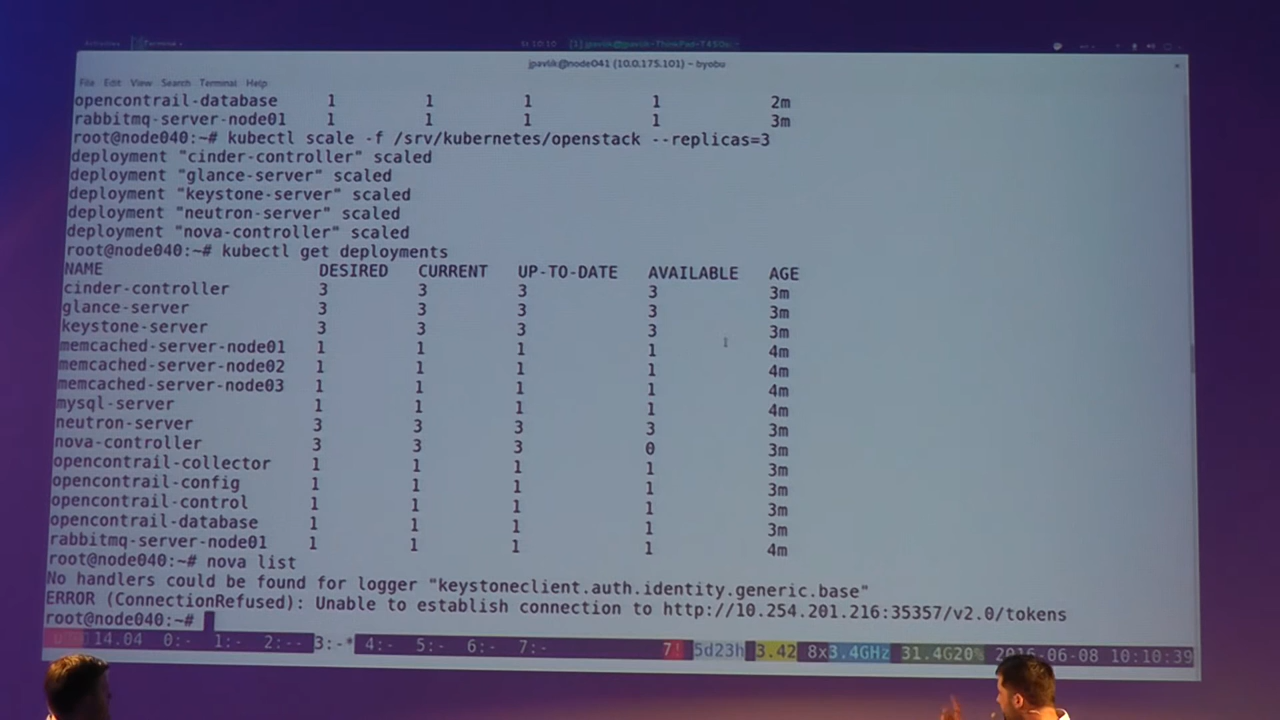 Activities Terminal
St 10:10 [1] jpavlik@jpavlik-ThinkPad-T450s: ~
jpavlik@node041 (10.0.175.101) - byobu
File Edit View Search Terminal Help
opencontrail-database 1 1 1 1 2m
rabbitmq-server-node01 1 1 1 1 3m
root@node040:~# kubectl scale -f /srv/kubernetes/openstack --replicas=3
deployment "cinder-controller" scaled
deployment "glance-server" scaled
deployment "keystone-server" scaled
deployment "neutron-server" scaled
deployment "nova-controller" scaled
root@node040:~# kubectl get deployments
NAME DESIRED CURRENT UP-TO-DATE AVAILABLE AGE
cinder-controller 3 3 3 3 3m
glance-server 3 3 3 3 3m
keystone-server 3 3 3 3 3m
memcached-server-node01 1 1 1 1 4m
memcached-server-node02 1 1 1 1 4m
memcached-server-node03 1 1 1 1 4m
mysql-server 1 1 1 1 4m
neutron-server 3 3 3 3 3m
nova-controller 3 3 3 0 3m
opencontrail-collector 1 1 1 1 3m
opencontrail-config 1 1 1 1 3m
opencontrail-control 1 1 1 1 3m
opencontrail-database 1 1 1 1 3m
rabbitmq-server-node01 1 1 1 1 4m
root@node040:~# nova list
No handlers could be found for logger "keystoneclient.auth.identity.generic.base"
ERROR (ConnectionRefused): Unable to establish connection to http://10.254.201.216:35357/v2.0/tokens
root@node040:~#
14.04 0:- 1:- 2:-- 3:-* 4:- 5:- 6:- 7:- 7! 5d23h 3.42 8x3.4GHz 31.4G20% 2016-06-08 10:10:39